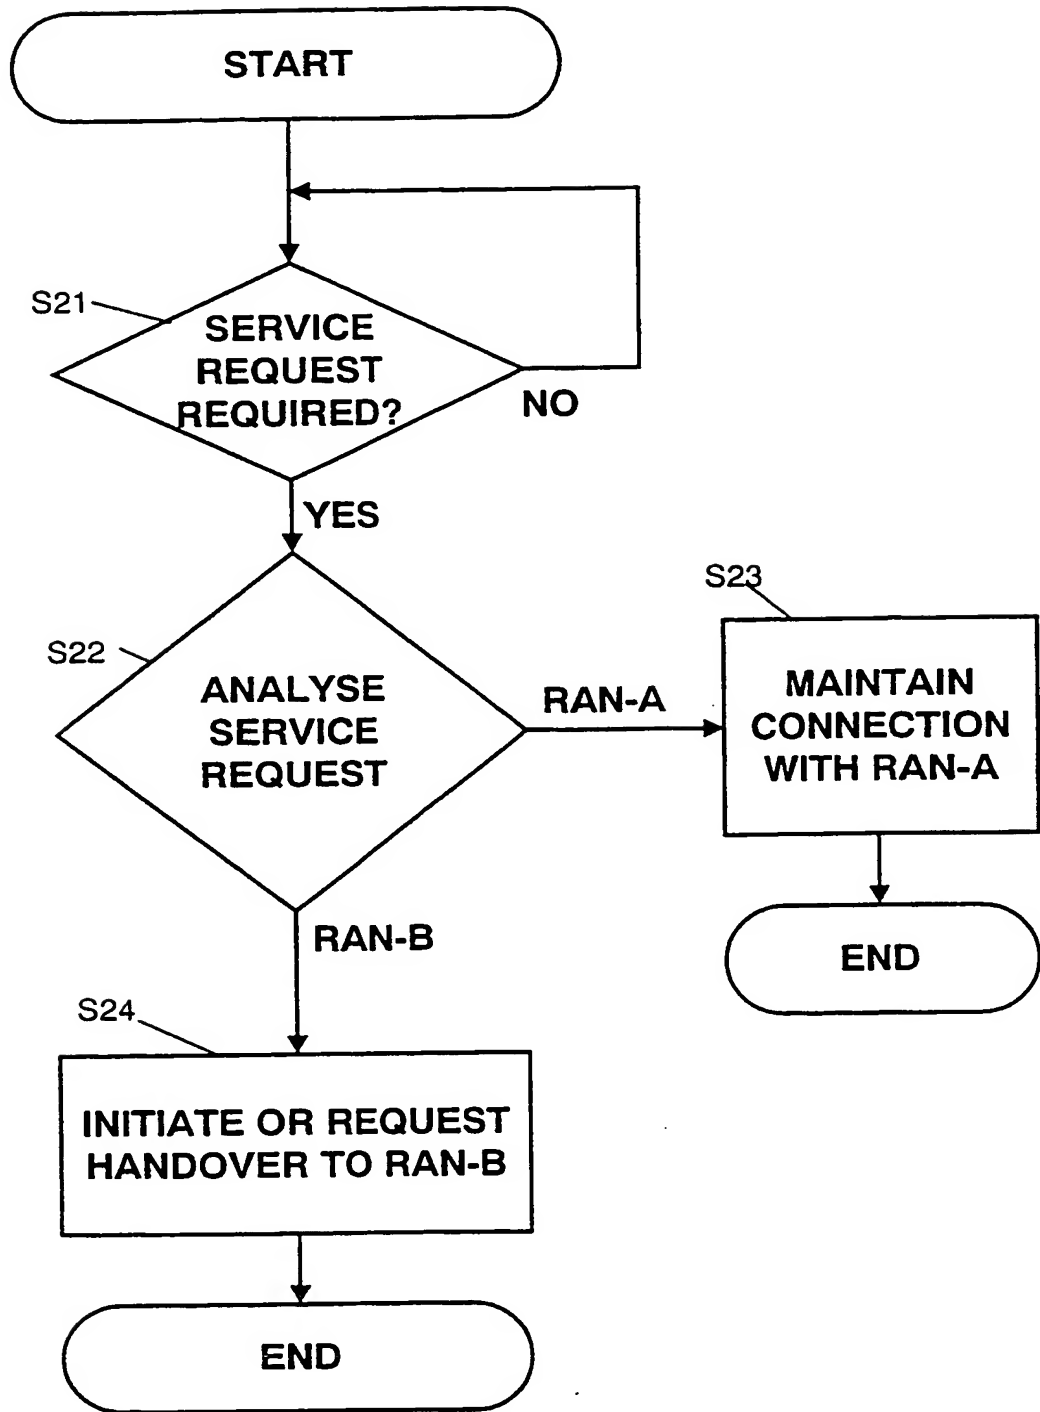 START
S21
SERVICE
REQUEST
REQUIRED?
NO
YES
S22
ANALYSE
SERVICE
REQUEST
RAN-A
S23
MAINTAIN
CONNECTION
WITH RAN-A
END
RAN-B
S24
INITIATE OR REQUEST
HANDOVER TO RAN-B
END